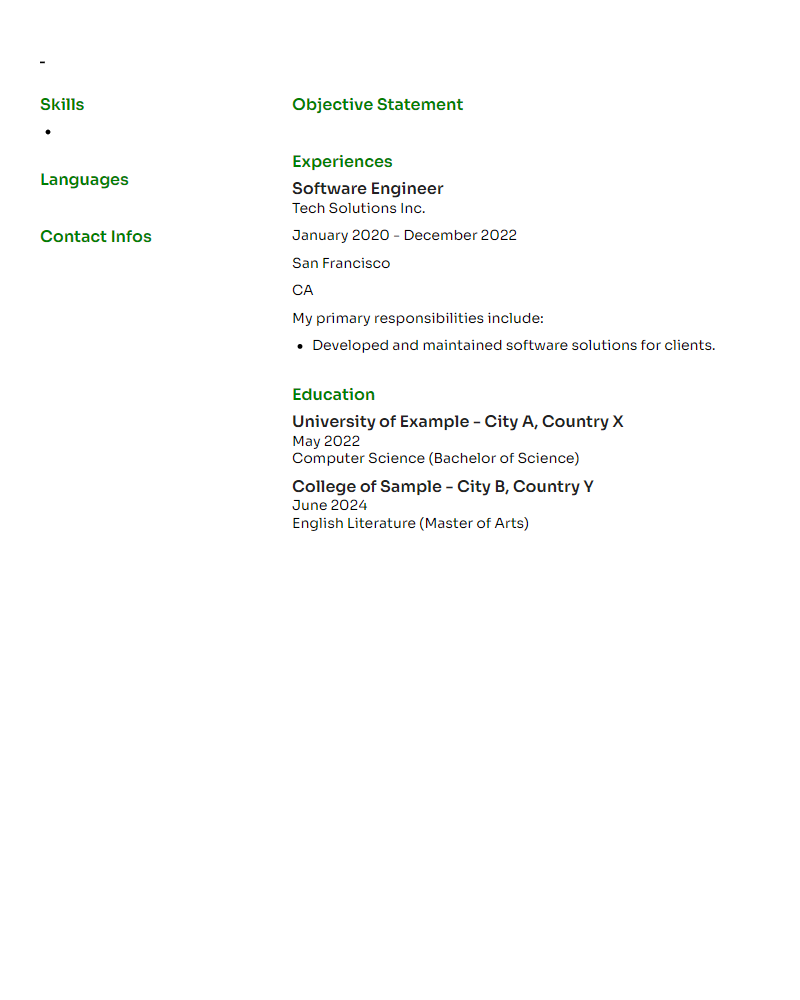 -
Skills
•
Languages
Contact Infos
Objective Statement
Experiences
Software Engineer
Tech Solutions Inc.
January 2020 - December 2022
San Francisco
CA
My primary responsibilities include:
• Developed and maintained software solutions for clients.
Education
University of Example - City A, Country X
May 2022
Computer Science (Bachelor of Science)
College of Sample - City B, Country Y
June 2024
English Literature (Master of Arts)